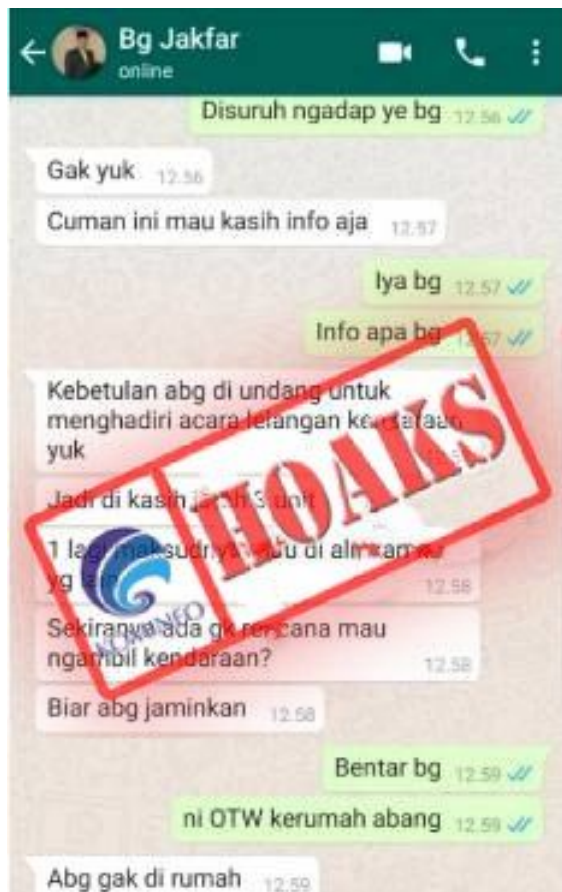 Bg Jakfar
online
Disuruh ngadap ye bg 12.56
Gak yuk 12.56
Cuman ini mau kasih info aja 12.57
Iya bg 12.57
Info apa bg 12.57
Kebetulan abg di undang untuk
menghadiri acara lelangan
yuk
Jadi di kasih 3 unit
1 lagi di
yg 12.58
Sekiranya ada gk rencana mau
ngambil kendaraan? 12.58
Biar abg jaminkan 12.58
Bentar bg 12.59
ni OTW kerumah abang 12.59
Abg gak di rumah 12.59
HOAKS
KOMINFO